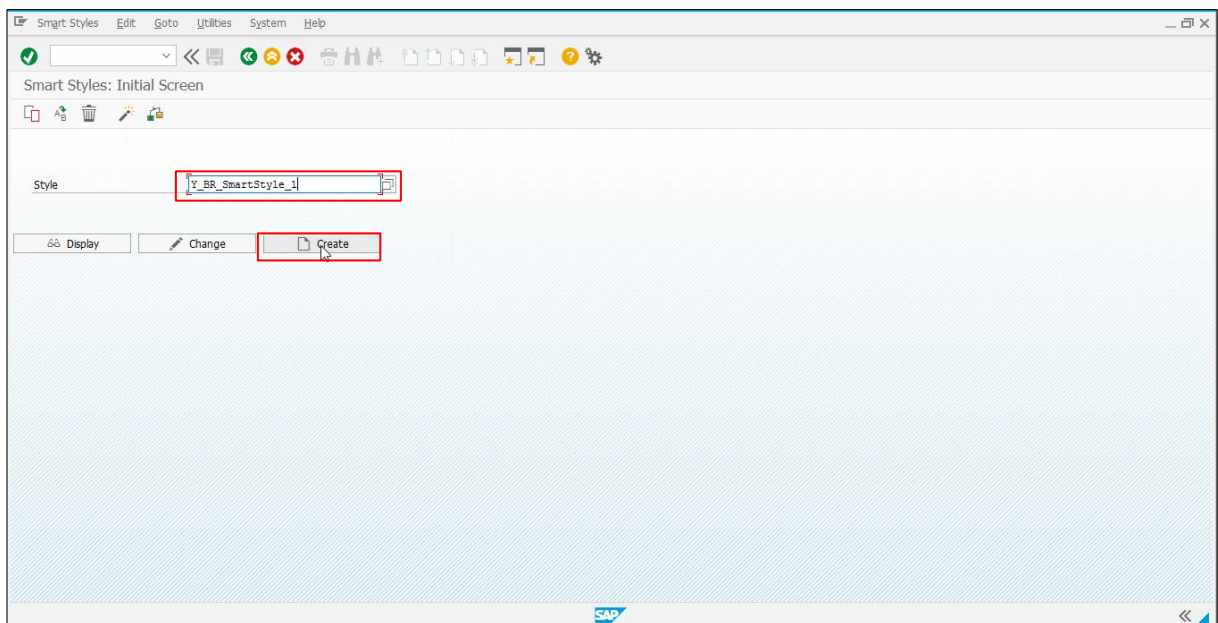 Smart Styles Edit Goto Utilities System Help
Smart Styles: Initial Screen
Style Y_BR_SmartStyle_1
Display Change Create
SAP